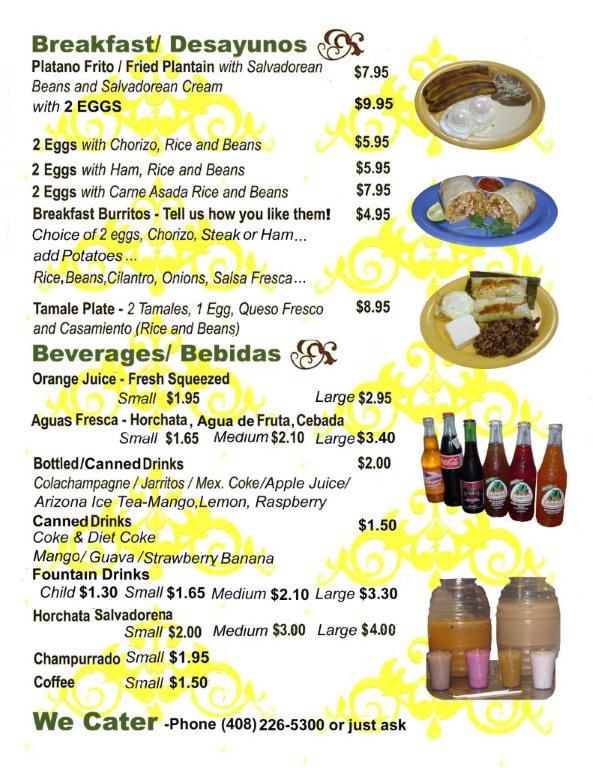 Breakfast/ Desayunos
Platano Frito / Fried Plantain with Salvadorean $7.95
Beans and Salvadorean Cream
with 2 EGGS $9.95
2 Eggs with Chorizo, Rice and Beans $5.95
2 Eggs with Ham, Rice and Beans $5.95
2 Eggs with Carne Asada Rice and Beans $7.95
Breakfast Burritos - Tell us how you like them! $4.95
Choice of 2 eggs, Chorizo, Steak or Ham...
add Potatoes...
Rice,Beans,Cilantro, Onions, Salsa Fresca...
Tamale Plate - 2 Tamales, 1 Egg, Queso Fresco $8.95
and Casamiento (Rice and Beans)
Beverages/ Bebidas
Orange Juice - Fresh Squeezed
Small $1.95 Large $2.95
Aguas Fresca - Horchata, Agua de Fruta, Cebada
Small $1.65 Medium $2.10 Large $3.40
Bottled/Canned Drinks $2.00
Colachampagne / Jarritos / Mex. Coke/Apple Juice/
Arizona Ice Tea-Mango,Lemon, Raspberry
Canned Drinks $1.50
Coke & Diet Coke
Mango/ Guava /Strawberry Banana
Fountain Drinks
Child $1.30 Small $1.65 Medium $2.10 Large $3.30
Horchata Salvadorena
Small $2.00 Medium $3.00 Large $4.00
Champurrado Small $1.95
Coffee Small $1.50
We Cater -Phone (408) 226-5300 or just ask